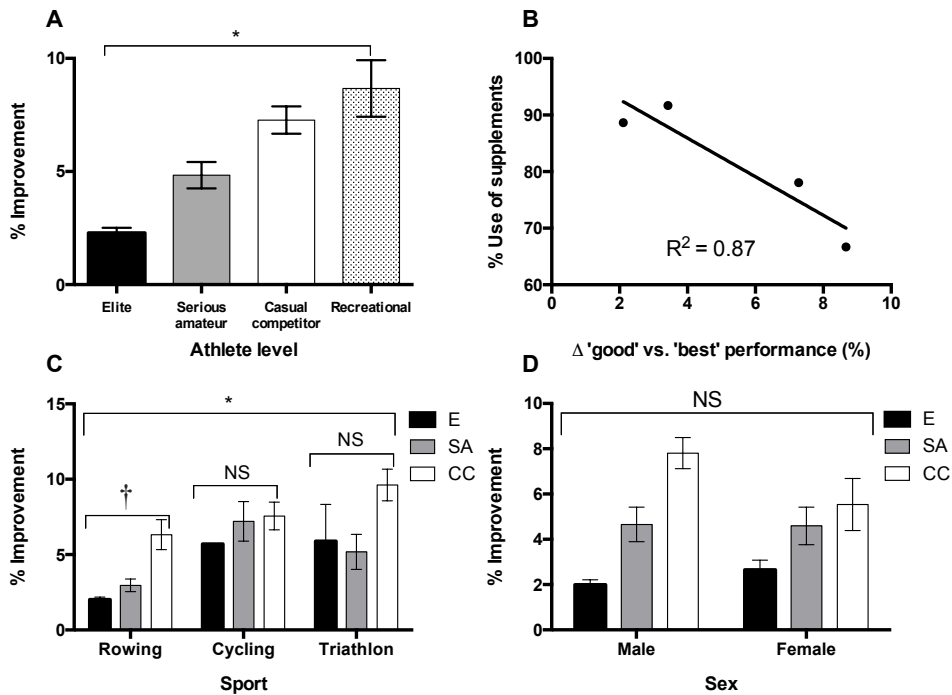 A
*
10
5
0
% Improvement
Elite
Serious
amateur
Casual
competitor
Recreational
Athlete level
B
100
90
80
70
60
% Use of supplements
R² = 0.87
0 2 4 6 8 10
Δ 'good' vs. 'best' performance (%)
C
15
10
5
0
% Improvement
*
†
NS
NS
E
SA
CC
Rowing Cycling Triathlon
Sport
D
10
8
6
4
2
0
% Improvement
NS
E
SA
CC
Male Female
Sex